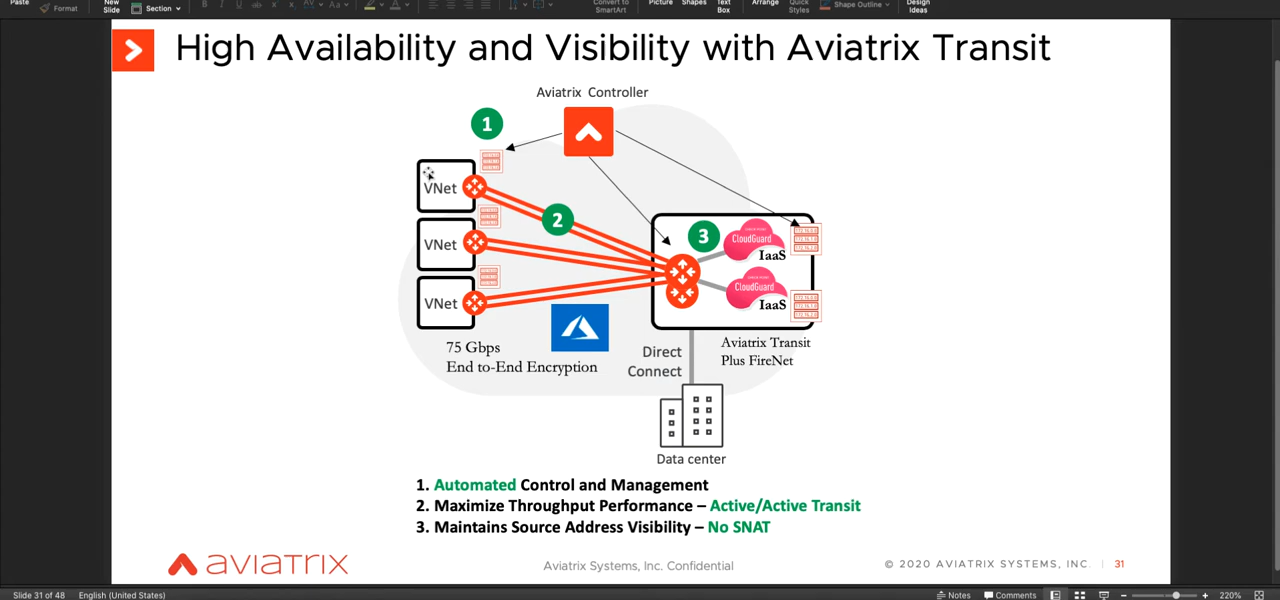 Paste
Format
New
Slide
Section
Convert to
SmartArt
Picture
Shapes
Text
Box
Arrange
Quick
Styles
Shape Outline
Design
Ideas
High Availability and Visibility with Aviatrix Transit
Aviatrix Controller
1
VNet
2
VNet
3
CloudGuard
IaaS
VNet
CloudGuard
IaaS
75 Gbps
End to-End Encryption
Direct
Connect
Aviatrix Transit
Plus FireNet
Data center
1. Automated Control and Management
2. Maximize Throughput Performance – Active/Active Transit
3. Maintains Source Address Visibility – No SNAT
aviatrix
Aviatrix Systems, Inc. Confidential
© 2020 AVIATRIX SYSTEMS, INC. | 31
Slide 31 of 48
English (United States)
Notes
Comments
220%